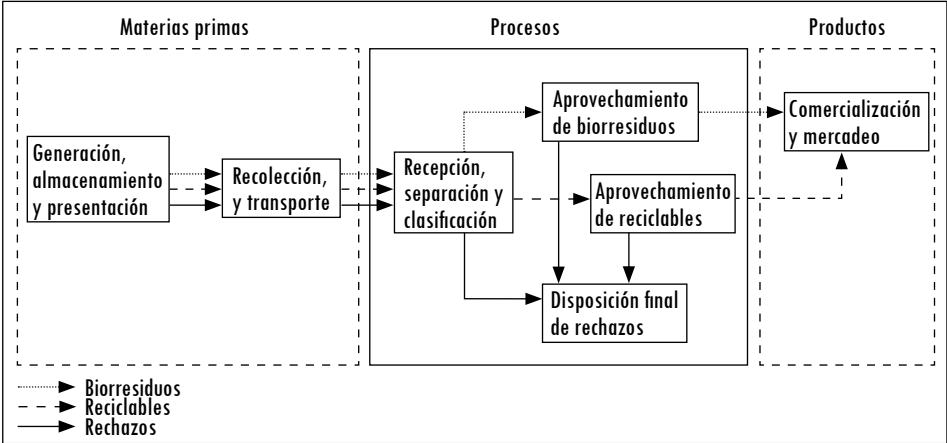 Materias primas
Procesos
Productos
Generación,
almacenamiento
y presentación
Recolección,
y transporte
Recepción,
separación y
clasificación
Aprovechamiento
de biorresiduos
Aprovechamiento
de reciclables
Disposición final
de rechazos
Comercialización
y mercadeo
Biorresiduos
Reciclables
Rechazos